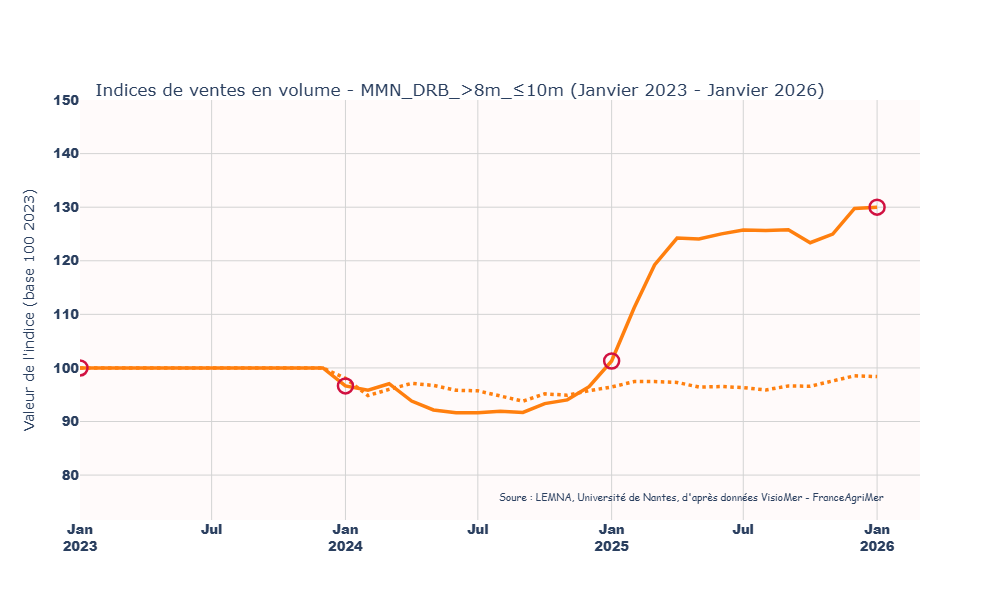 Indices de ventes en volume - MMN_DRB_>8m_≤10m (Janvier 2023 - Janvier 2026)
Valeur de l'indice (base 100 2023)
150
140
130
120
110
100
90
80
Soure : LEMNA, Université de Nantes, d'après données VisioMer - FranceAgriMer
Jan Jul Jan Jul Jan Jul Jan
2023 2024 2025 2026